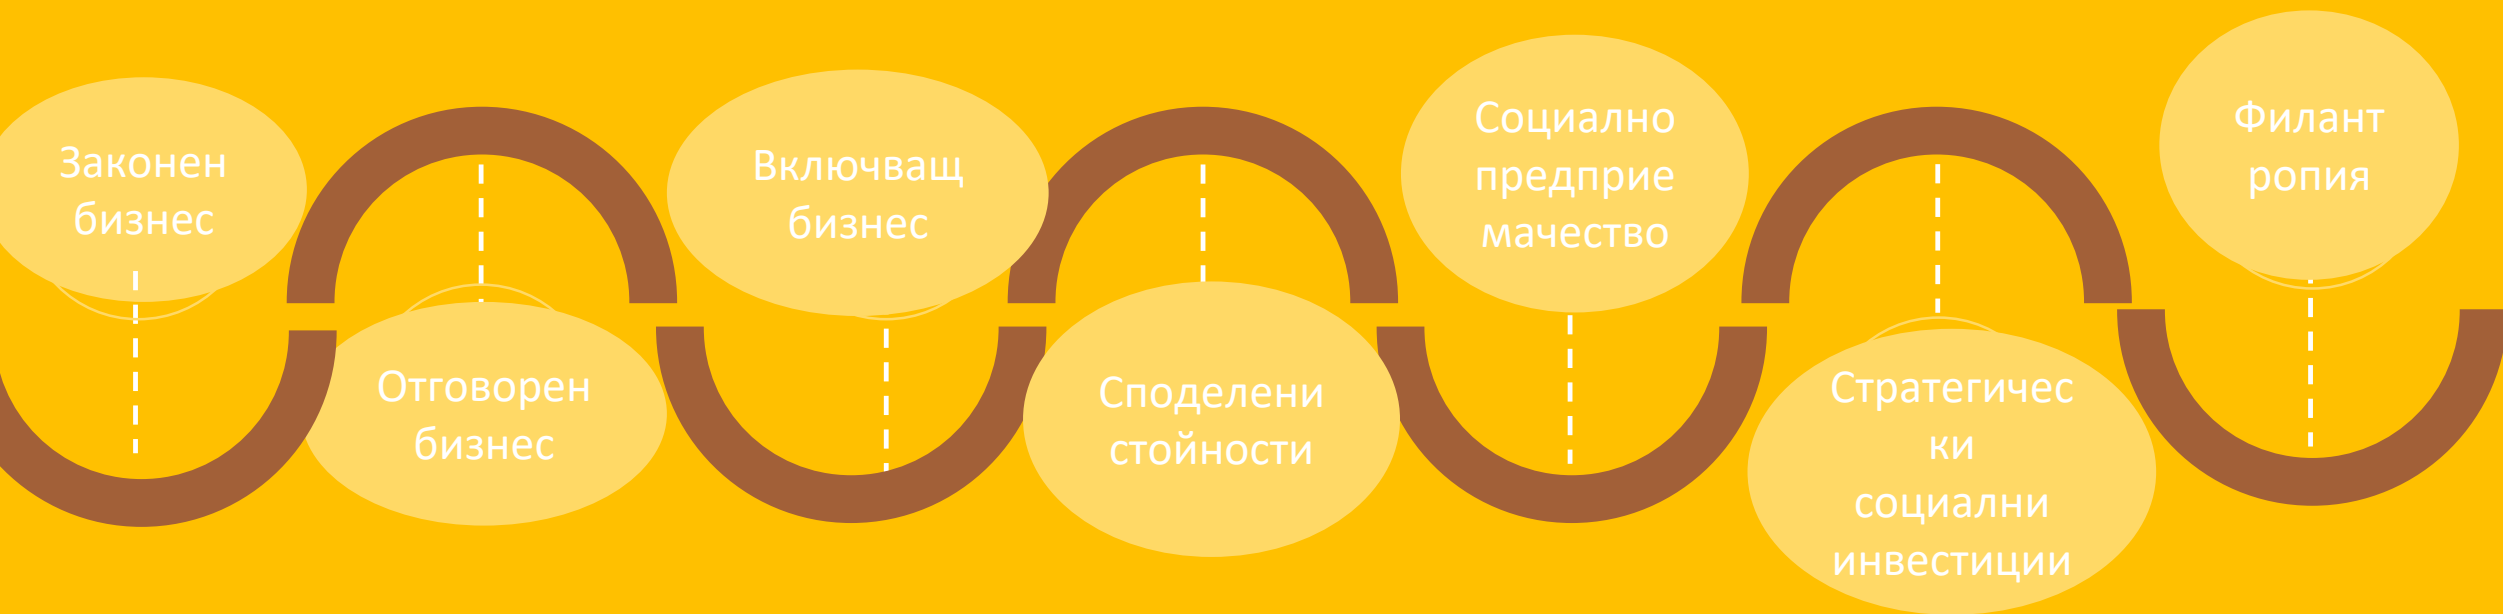 Законен
бизнес
Отговорен
бизнес
Включващ
бизнес
Споделени
стойности
Социално
предприе
мачество
Стратегичес
ки
социални
инвестиции
Филант
ропия